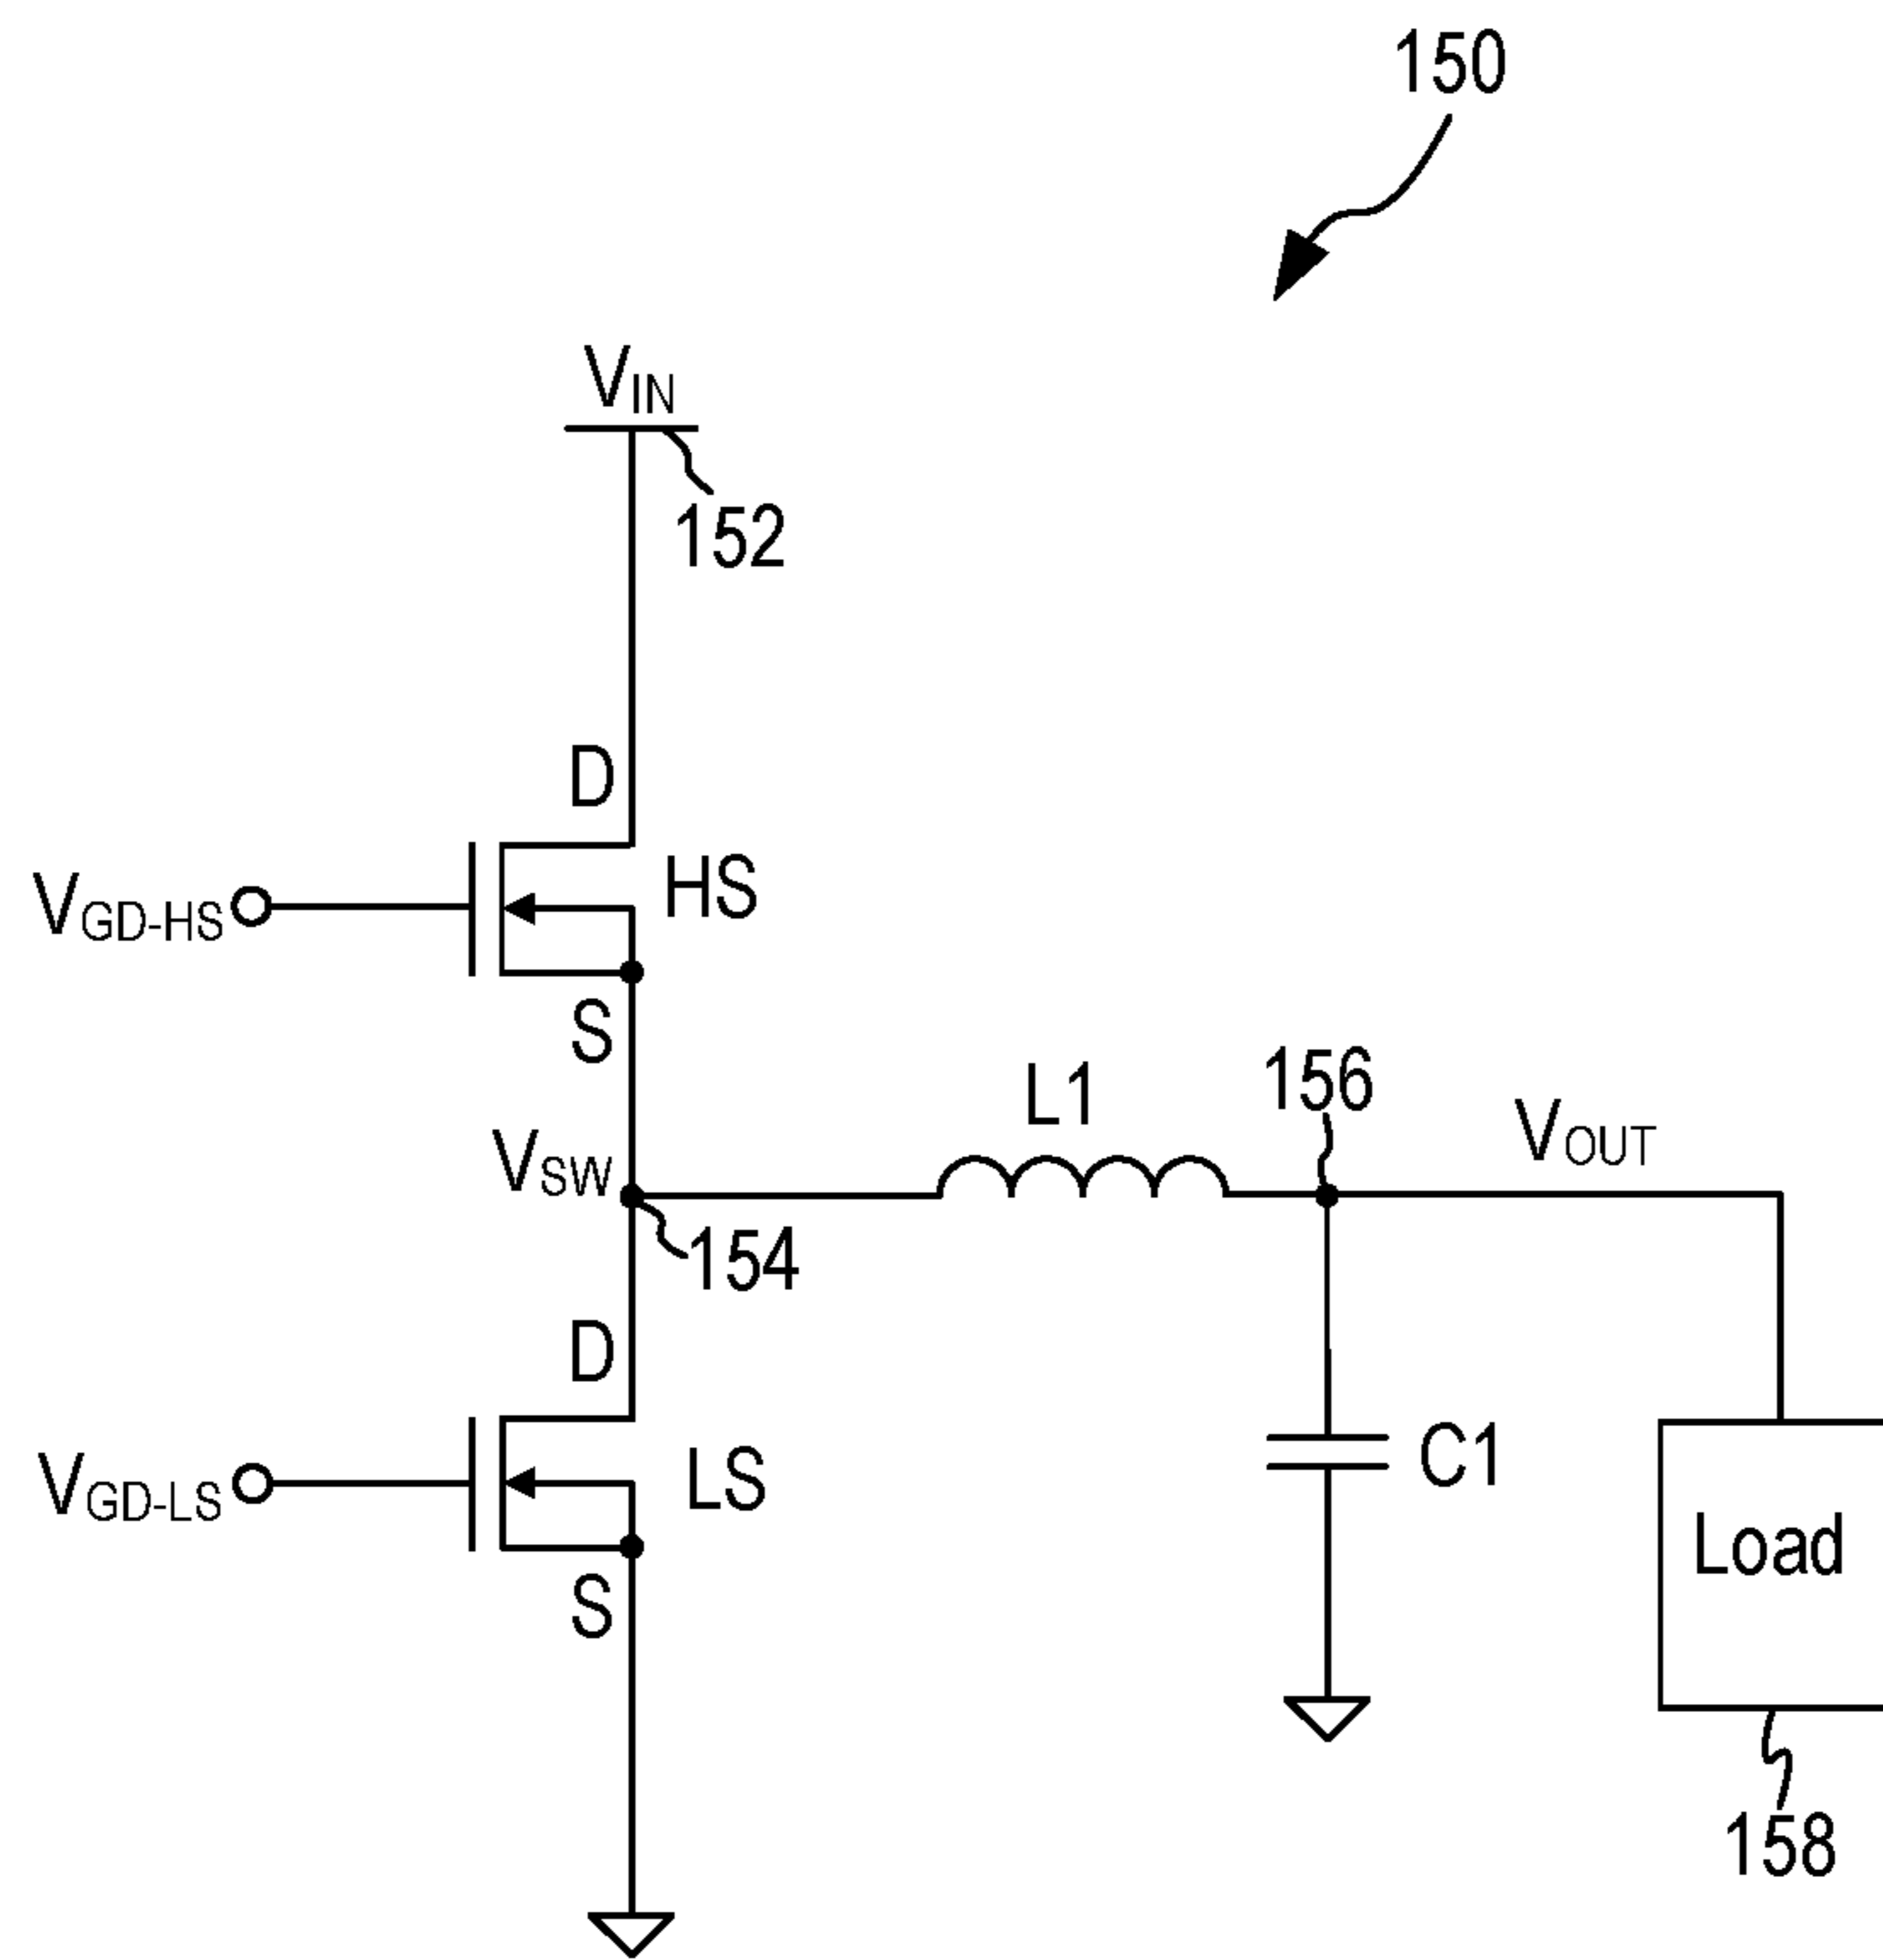 150
VIN
152
D
HS
VGD-HS
S
L1
156
VOUT
VSW
154
D
LS
VGD-LS
C1
S
Load
158